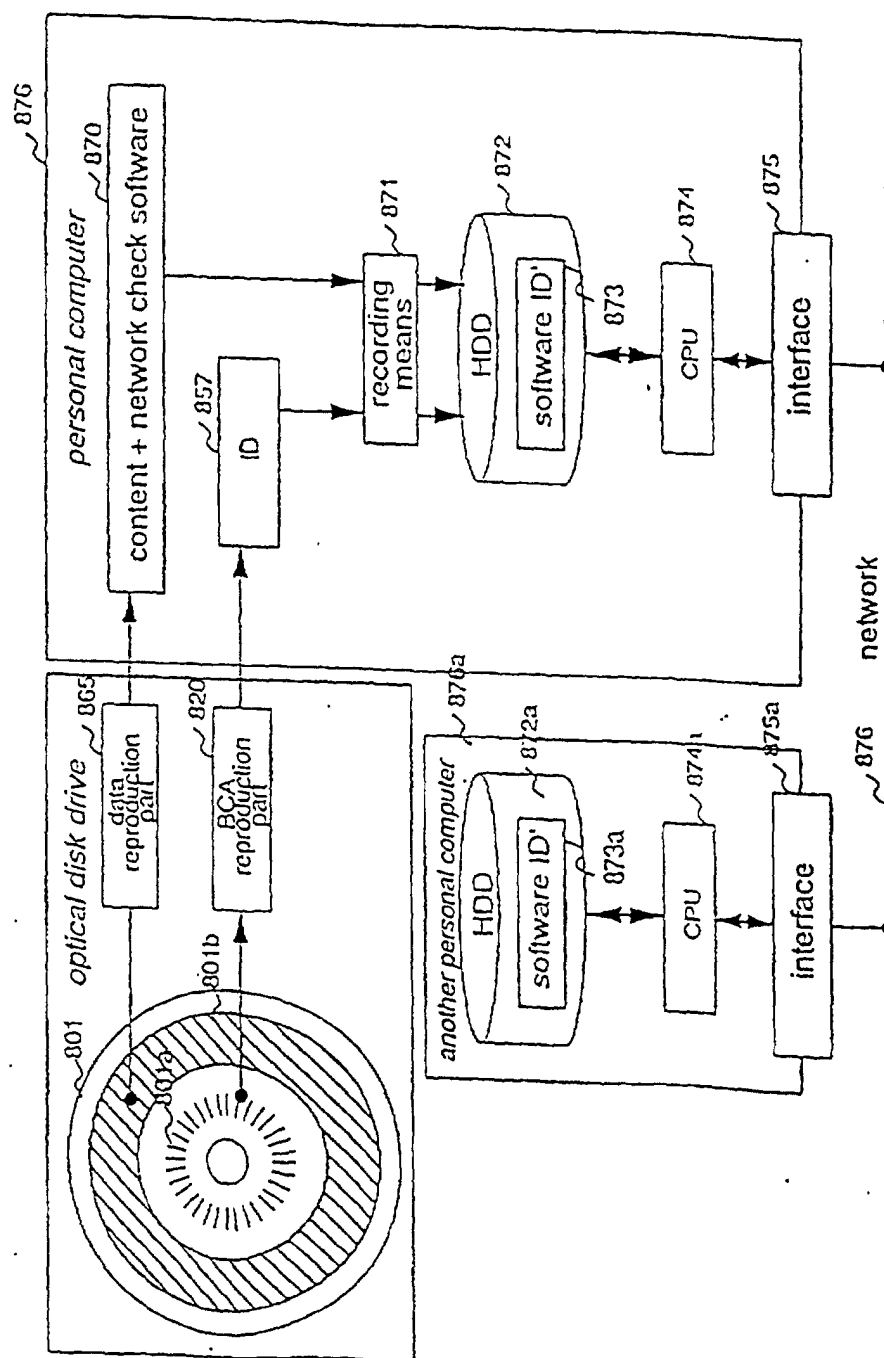 optical disk drive
801
801a
801b
865
data
reproduction
part
820
BCA
reproduction
part
876
personal computer
870
content + network check software
857
ID
871
recording
means
872
HDD
software ID'
873
874
CPU
875
interface
another personal computer
876a
HDD
872a
software ID'
873a
CPU
874a
interface
875a
network
876